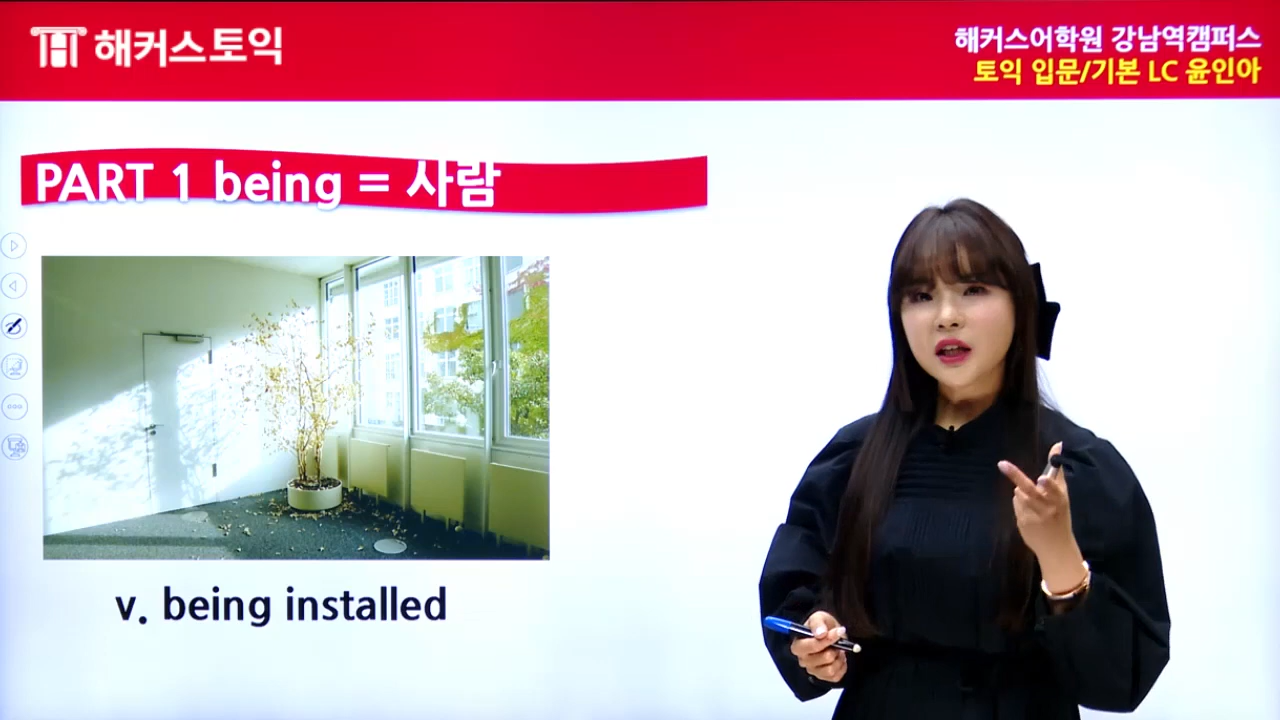 해커스토익
해커스어학원 강남역캠퍼스
토익 입문/기본 LC 윤인아
PART 1 being = 사람
v. being installed